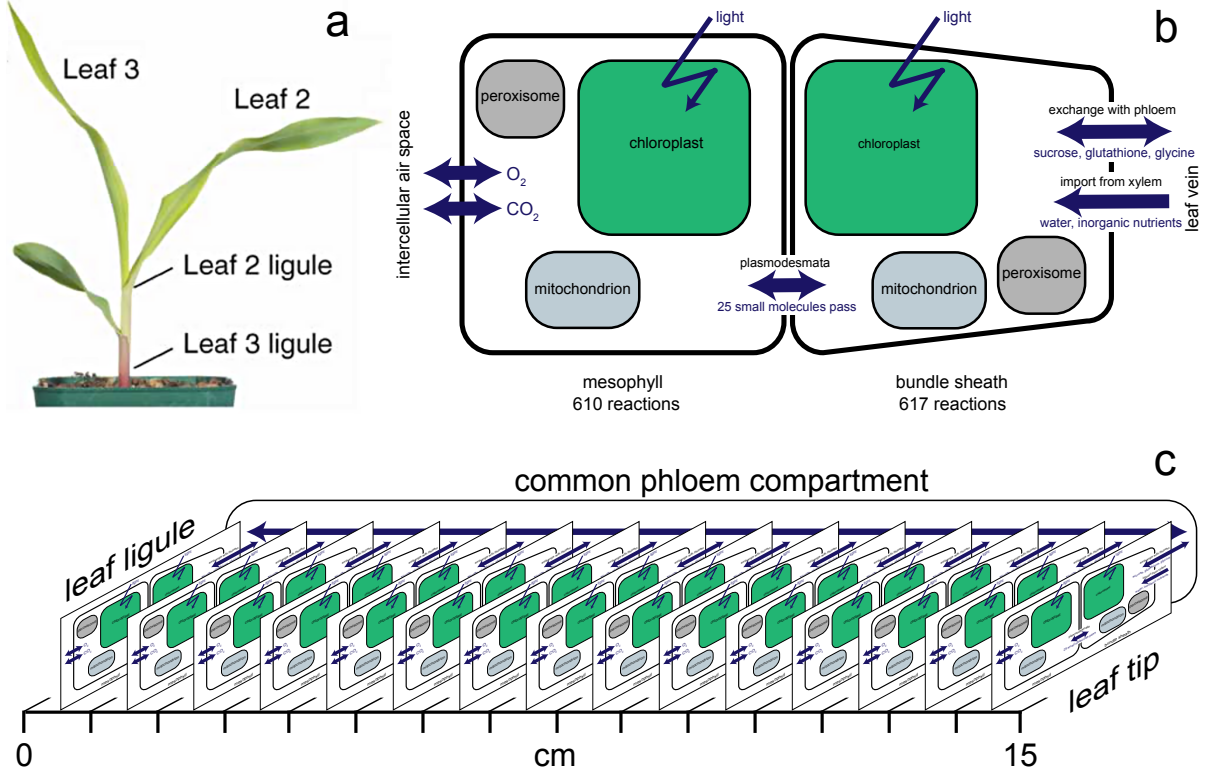 a
Leaf 3
Leaf 2
Leaf 2 ligule
Leaf 3 ligule
b
light
light
peroxisome
chloroplast
chloroplast
intercellular air space
O2
CO2
mitochondrion
plasmodesmata
25 small molecules pass
mitochondrion
peroxisome
exchange with phloem
sucrose, glutathione, glycine
import from xylem
water, inorganic nutrients
leaf vein
mesophyll
610 reactions
bundle sheath
617 reactions
c
common phloem compartment
leaf ligule
leaf tip
0
cm
15